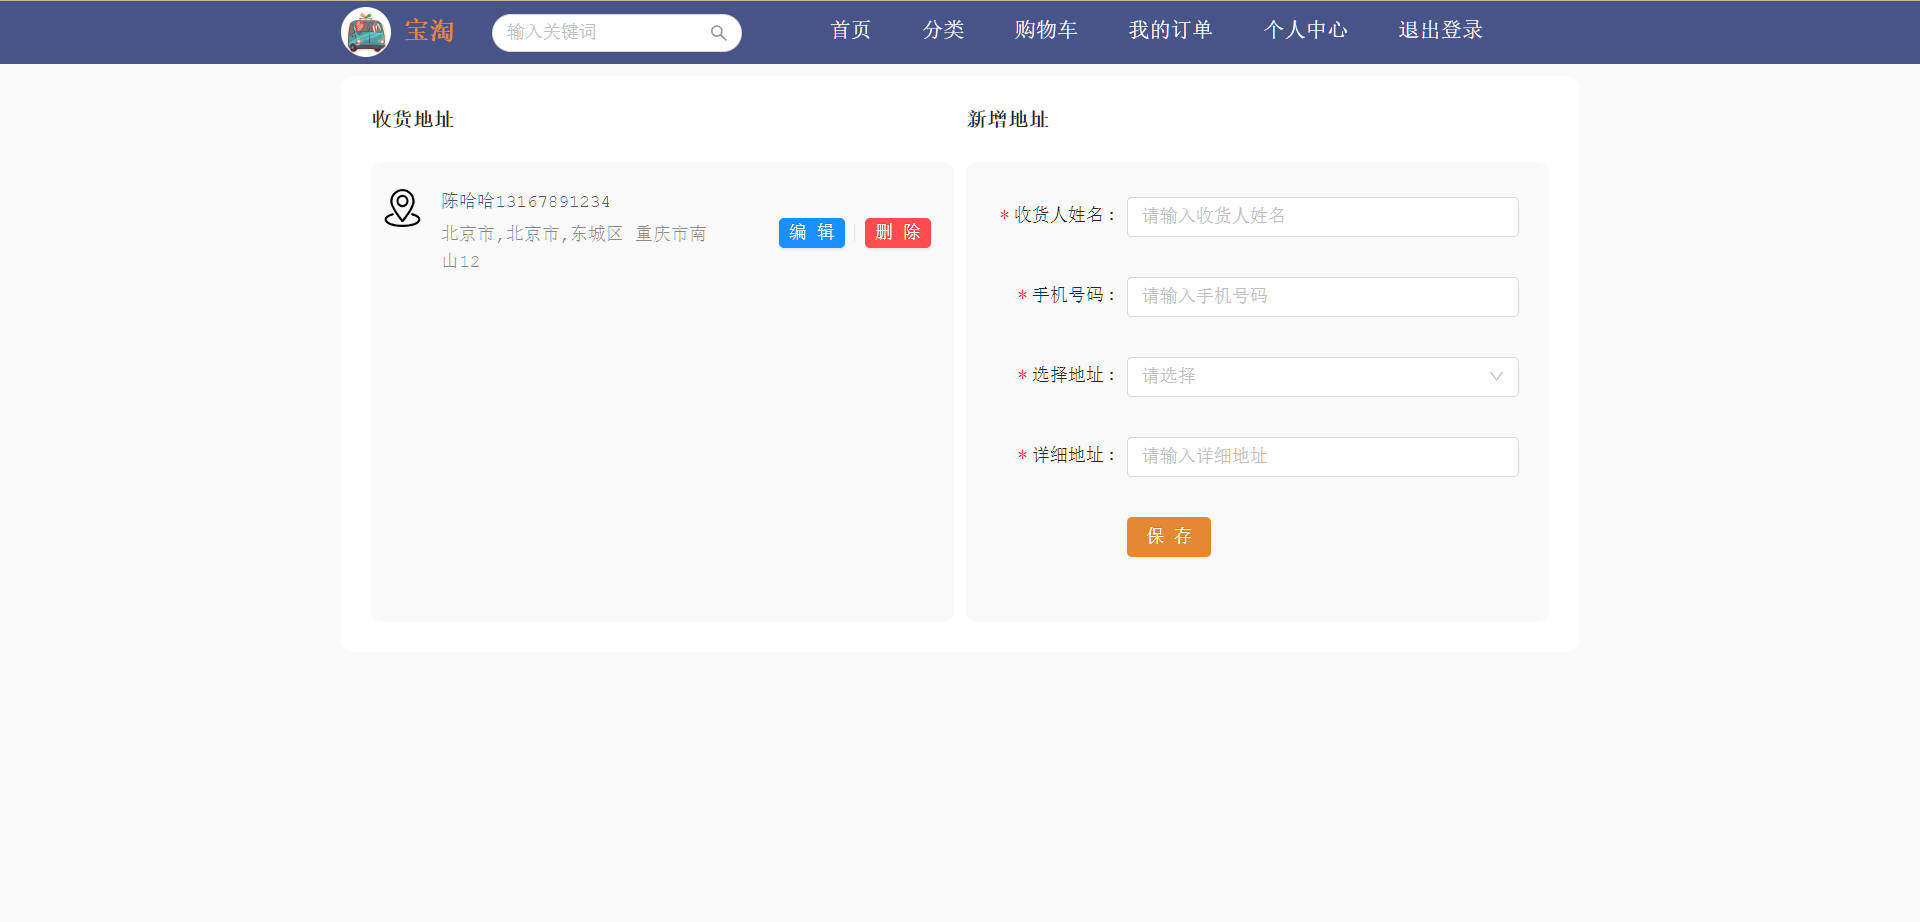 宝淘
输入关键词
首页 分类 购物车 我的订单 个人中心 退出登录
收货地址
陈哈哈13167891234
北京市,北京市,东城区 重庆市南
山12
编 辑
删 除
新增地址
* 收货人姓名：
请输入收货人姓名
* 手机号码：
请输入手机号码
* 选择地址：
请选择
* 详细地址：
请输入详细地址
保 存